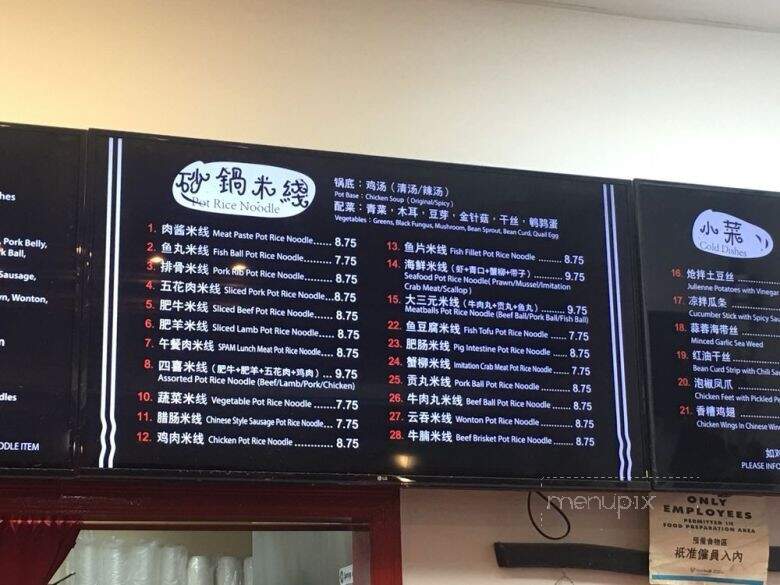 shes
, Pork Belly,
y, Chicken Meat/
Sausage,
wn, Wonton,
odles
ODLE ITEM
砂鍋米綫
Pot Rice Noodle
锅底：鸡汤（清汤/辣汤）
Pot Base : Chicken Soup (Original/Spicy)
配菜：青菜，木耳，豆芽，金针菇，干丝，鹌鹑蛋
Vegetables : Greens, Black Fungus, Mushroom, Bean Sprout, Bean Curd, Quail Egg
1. 肉酱米线 Meat Paste Pot Rice Noodle...... 8.75
2. 鱼丸米线 Fish Ball Pot Rice Noodle........... 7.75
3. 排骨米线 Pork Rib Pot Rice Noodle............ 8.75
4. 五花肉米线 Sliced Pork Pot Rice Noodle... 8.75
5. 肥牛米线 Sliced Beef Pot Rice Noodle........ 8.75
6. 肥羊米线 Sliced Lamb Pot Rice Noodle....... 8.75
7. 午餐肉米线 SPAM Lunch Meat Pot Rice Noodle.... 8.75
8. 四喜米线（肥牛+肥羊+五花肉+鸡肉）... 9.75
Assorted Pot Rice Noodle (Beef/Lamb/Pork/Chicken)
10. 蔬菜米线 Vegetable Pot Rice Noodle ....... 7.75
11. 腊肠米线 Chinese Style Sausage Pot Rice Noodle... 7.75
12. 鸡肉米线 Chicken Pot Rice Noodle ............ 8.75
13. 鱼片米线 Fish Fillet Pot Rice Noodle ........ 8.75
14. 海鲜米线（虾+青口+蟹柳+带子）.......... 9.75
Seafood Pot Rice Noodle( Prawn/Mussel/Imitation
Crab Meat/Scallop )
15. 大三元米线（牛肉丸+贡丸+鱼丸）......... 9.75
Meatballs Pot Rice Noodle (Beef Ball/Pork Ball/Fish Ball)
22. 鱼豆腐米线 Fish Tofu Pot Rice Noodle ... 7.75
23. 肥肠米线 Pig Intestine Pot Rice Noodle...... 8.75
24. 蟹柳米线 Imitation Crab Meat Pot Rice Noodle .... 7.75
25. 贡丸米线 Pork Ball Pot Rice Noodle ......... 8.75
26. 牛肉丸米线 Beef Ball Pot Rice Noodle ...... 8.75
27. 云吞米线 Wonton Pot Rice Noodle............. 8.75
28. 牛腩米线 Beef Brisket Pot Rice Noodle....... 8.75
小菜
Cold Dishes
16. 炝拌土豆丝
Julienne Potatoes with Vinegar
17. 凉拌瓜条
Cucumber Stick with Spicy Sau
18. 蒜蓉海带丝
Minced Garlic Sea Weed
19. 红油干丝
Bean Curd Strip with Chili Sau
20. 泡椒凤爪
Chicken Feet with Pickled Pe
21. 香糟鸡翅
Chicken Wings In Chinese Wine
如对
PLEASE INFO
LG
menupix
ONLY
EMPLOYEES
PERMITTED IN
FOOD PREPARATION AREA
預備食物區
祇准僱員入內